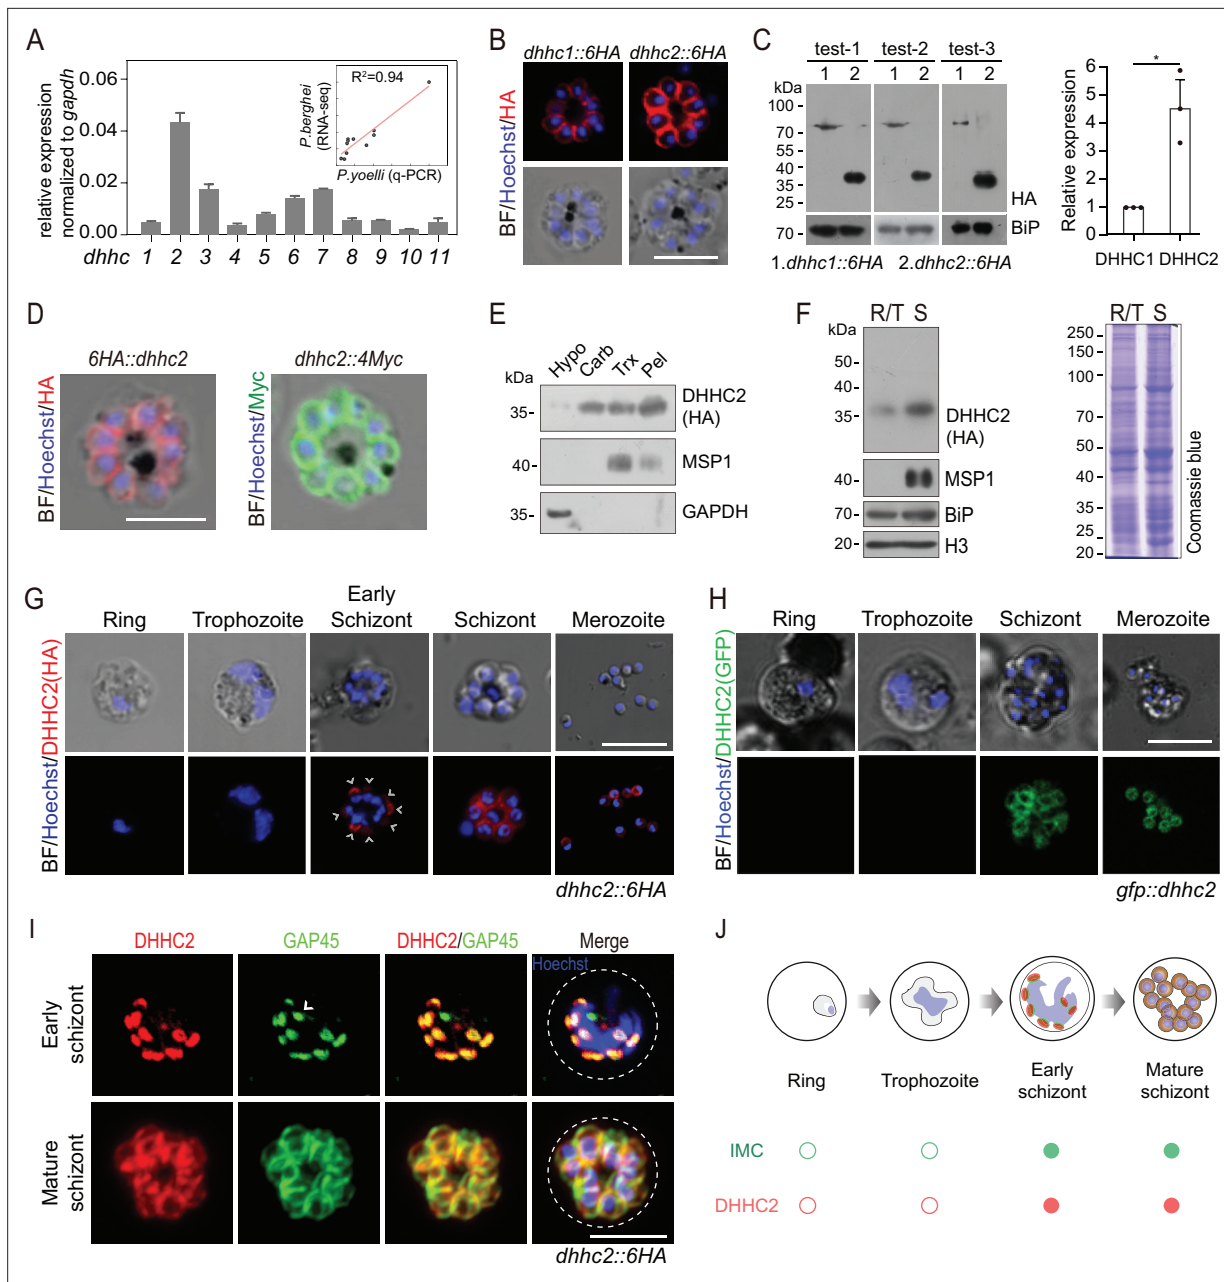 A
relative expression
normalized to gapdh
0.06
0.04
0.02
0.00
R²=0.94
P.berghei
(RNA-seq)
P.yoelli (q-PCR)
dhhc 1 2 3 4 5 6 7 8 9 10 11
B
dhhc1::6HA dhhc2::6HA
BF/Hoechst/HA
C
test-1 test-2 test-3
kDa 1 2 1 2 1 2
100
70
40
35
25
HA
70
BiP
1.dhhc1::6HA 2.dhhc2::6HA
Relative expression
*
6
5
4
3
2
1
0
DHHC1 DHHC2
D
6HA::dhhc2 dhhc2::4Myc
BF/Hoechst/HA
BF/Hoechst/Myc
E
Hypo Carb Trx Pel
kDa
35
DHHC2
(HA)
40
MSP1
35
GAPDH
F
R/T S
kDa
50
40
35
DHHC2
(HA)
40
MSP1
70
BiP
20
H3
R/T S
250
150
100
70
50
40
35
25
20
Coomassie blue
G
Ring Trophozoite Early Schizont Schizont Merozoite
BF/Hoechst/DHHC2(HA)
dhhc2::6HA
H
Ring Trophozoite Schizont Merozoite
BF/Hoechst/DHHC2(GFP)
gfp::dhhc2
I
DHHC2 GAP45 DHHC2/GAP45 Merge
Hoechst
Early
schizont
Mature
schizont
dhhc2::6HA
J
Ring Trophozoite Early schizont Mature schizont
IMC
DHHC2